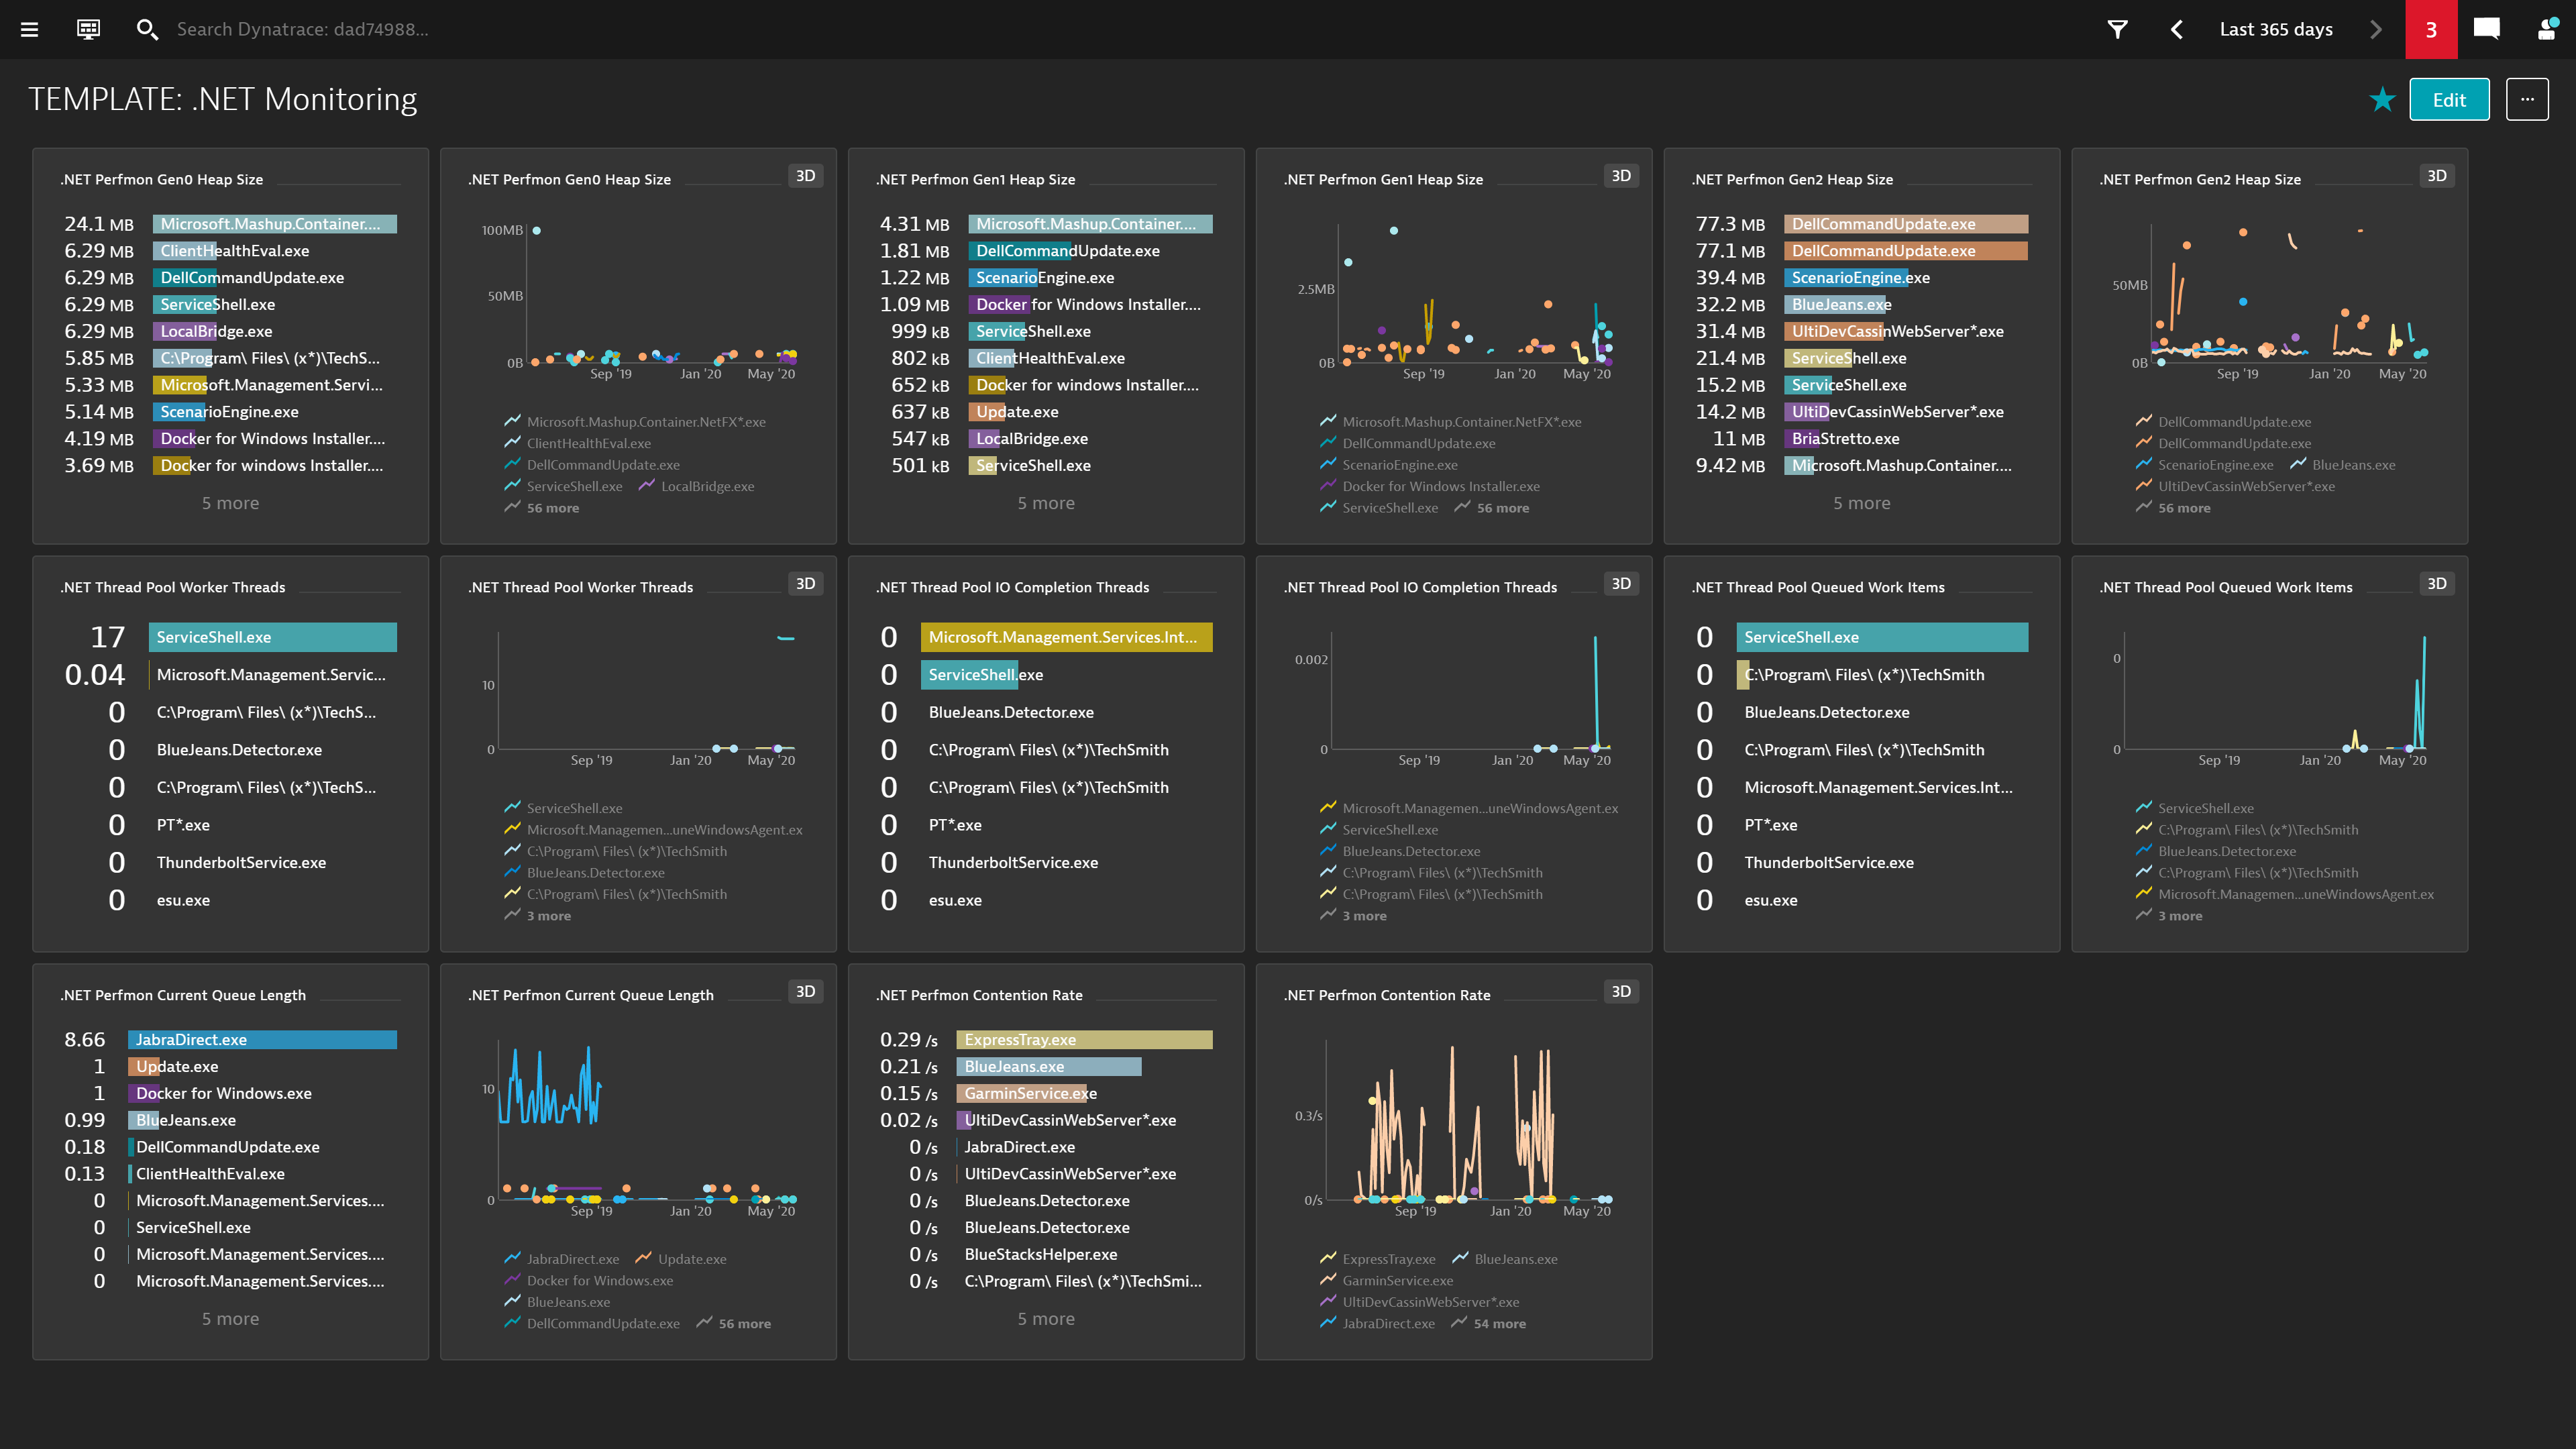 Search Dynatrace: dad74988...
Last 365 days
3
TEMPLATE: .NET Monitoring
Edit
...
.NET Perfmon Gen0 Heap Size
24.1 MB Microsoft.Mashup.Container....
6.29 MB ClientHealthEval.exe
6.29 MB DellCommandUpdate.exe
6.29 MB ServiceShell.exe
6.29 MB LocalBridge.exe
5.85 MB C:\Program\ Files\ (x*)\TechS...
5.33 MB Microsoft.Management.Servi...
5.14 MB ScenarioEngine.exe
4.19 MB Docker for Windows Installer....
3.69 MB Docker for windows Installer....
5 more
.NET Perfmon Gen0 Heap Size
3D
100MB
50MB
0B
Sep '19 Jan '20 May '20
Microsoft.Mashup.Container.NetFX*.exe
ClientHealthEval.exe
DellCommandUpdate.exe
ServiceShell.exe LocalBridge.exe
56 more
.NET Perfmon Gen1 Heap Size
4.31 MB Microsoft.Mashup.Container....
1.81 MB DellCommandUpdate.exe
1.22 MB ScenarioEngine.exe
1.09 MB Docker for Windows Installer....
999 kB ServiceShell.exe
802 kB ClientHealthEval.exe
652 kB Docker for windows Installer....
637 kB Update.exe
547 kB LocalBridge.exe
501 kB ServiceShell.exe
5 more
.NET Perfmon Gen1 Heap Size
3D
2.5MB
0B
Sep '19 Jan '20 May '20
Microsoft.Mashup.Container.NetFX*.exe
DellCommandUpdate.exe
ScenarioEngine.exe
Docker for Windows Installer.exe
ServiceShell.exe 56 more
.NET Perfmon Gen2 Heap Size
77.3 MB DellCommandUpdate.exe
77.1 MB DellCommandUpdate.exe
39.4 MB ScenarioEngine.exe
32.2 MB BlueJeans.exe
31.4 MB UltiDevCassinWebServer*.exe
21.4 MB ServiceShell.exe
15.2 MB ServiceShell.exe
14.2 MB UltiDevCassinWebServer*.exe
11 MB BriaStretto.exe
9.42 MB Microsoft.Mashup.Container....
5 more
.NET Perfmon Gen2 Heap Size
3D
50MB
0B
Sep '19 Jan '20 May '20
DellCommandUpdate.exe
DellCommandUpdate.exe
ScenarioEngine.exe BlueJeans.exe
UltiDevCassinWebServer*.exe
56 more
.NET Thread Pool Worker Threads
17 ServiceShell.exe
0.04 Microsoft.Management.Servic...
0 C:\Program\ Files\ (x*)\TechS...
0 BlueJeans.Detector.exe
0 C:\Program\ Files\ (x*)\TechS...
0 PT*.exe
0 ThunderboltService.exe
0 esu.exe
.NET Thread Pool Worker Threads
3D
10
0
Sep '19 Jan '20 May '20
ServiceShell.exe
Microsoft.Managemen...uneWindowsAgent.ex
C:\Program\ Files\ (x*)\TechSmith
BlueJeans.Detector.exe
C:\Program\ Files\ (x*)\TechSmith
3 more
.NET Thread Pool IO Completion Threads
0 Microsoft.Management.Services.Int...
0 ServiceShell.exe
0 BlueJeans.Detector.exe
0 C:\Program\ Files\ (x*)\TechSmith
0 C:\Program\ Files\ (x*)\TechSmith
0 PT*.exe
0 ThunderboltService.exe
0 esu.exe
.NET Thread Pool IO Completion Threads
3D
0.002
0
Sep '19 Jan '20 May '20
Microsoft.Managemen...uneWindowsAgent.ex
ServiceShell.exe
BlueJeans.Detector.exe
C:\Program\ Files\ (x*)\TechSmith
C:\Program\ Files\ (x*)\TechSmith
3 more
.NET Thread Pool Queued Work Items
0 ServiceShell.exe
0 C:\Program\ Files\ (x*)\TechSmith
0 BlueJeans.Detector.exe
0 C:\Program\ Files\ (x*)\TechSmith
0 Microsoft.Management.Services.Int...
0 PT*.exe
0 ThunderboltService.exe
0 esu.exe
.NET Thread Pool Queued Work Items
3D
0
0
Sep '19 Jan '20 May '20
ServiceShell.exe
C:\Program\ Files\ (x*)\TechSmith
BlueJeans.Detector.exe
C:\Program\ Files\ (x*)\TechSmith
Microsoft.Managemen...uneWindowsAgent.ex
3 more
.NET Perfmon Current Queue Length
8.66 JabraDirect.exe
1 Update.exe
1 Docker for Windows.exe
0.99 BlueJeans.exe
0.18 DellCommandUpdate.exe
0.13 ClientHealthEval.exe
0 Microsoft.Management.Services....
0 ServiceShell.exe
0 Microsoft.Management.Services....
0 Microsoft.Management.Services....
5 more
.NET Perfmon Current Queue Length
3D
10
0
Sep '19 Jan '20 May '20
JabraDirect.exe Update.exe
Docker for Windows.exe
BlueJeans.exe
DellCommandUpdate.exe 56 more
.NET Perfmon Contention Rate
0.29 /s ExpressTray.exe
0.21 /s BlueJeans.exe
0.15 /s GarminService.exe
0.02 /s UltiDevCassinWebServer*.exe
0 /s JabraDirect.exe
0 /s UltiDevCassinWebServer*.exe
0 /s BlueJeans.Detector.exe
0 /s BlueJeans.Detector.exe
0 /s BlueStacksHelper.exe
0 /s C:\Program\ Files\ (x*)\TechSmi...
5 more
.NET Perfmon Contention Rate
3D
0.3/s
0/s
Sep '19 Jan '20 May '20
ExpressTray.exe BlueJeans.exe
GarminService.exe
UltiDevCassinWebServer*.exe
JabraDirect.exe 54 more